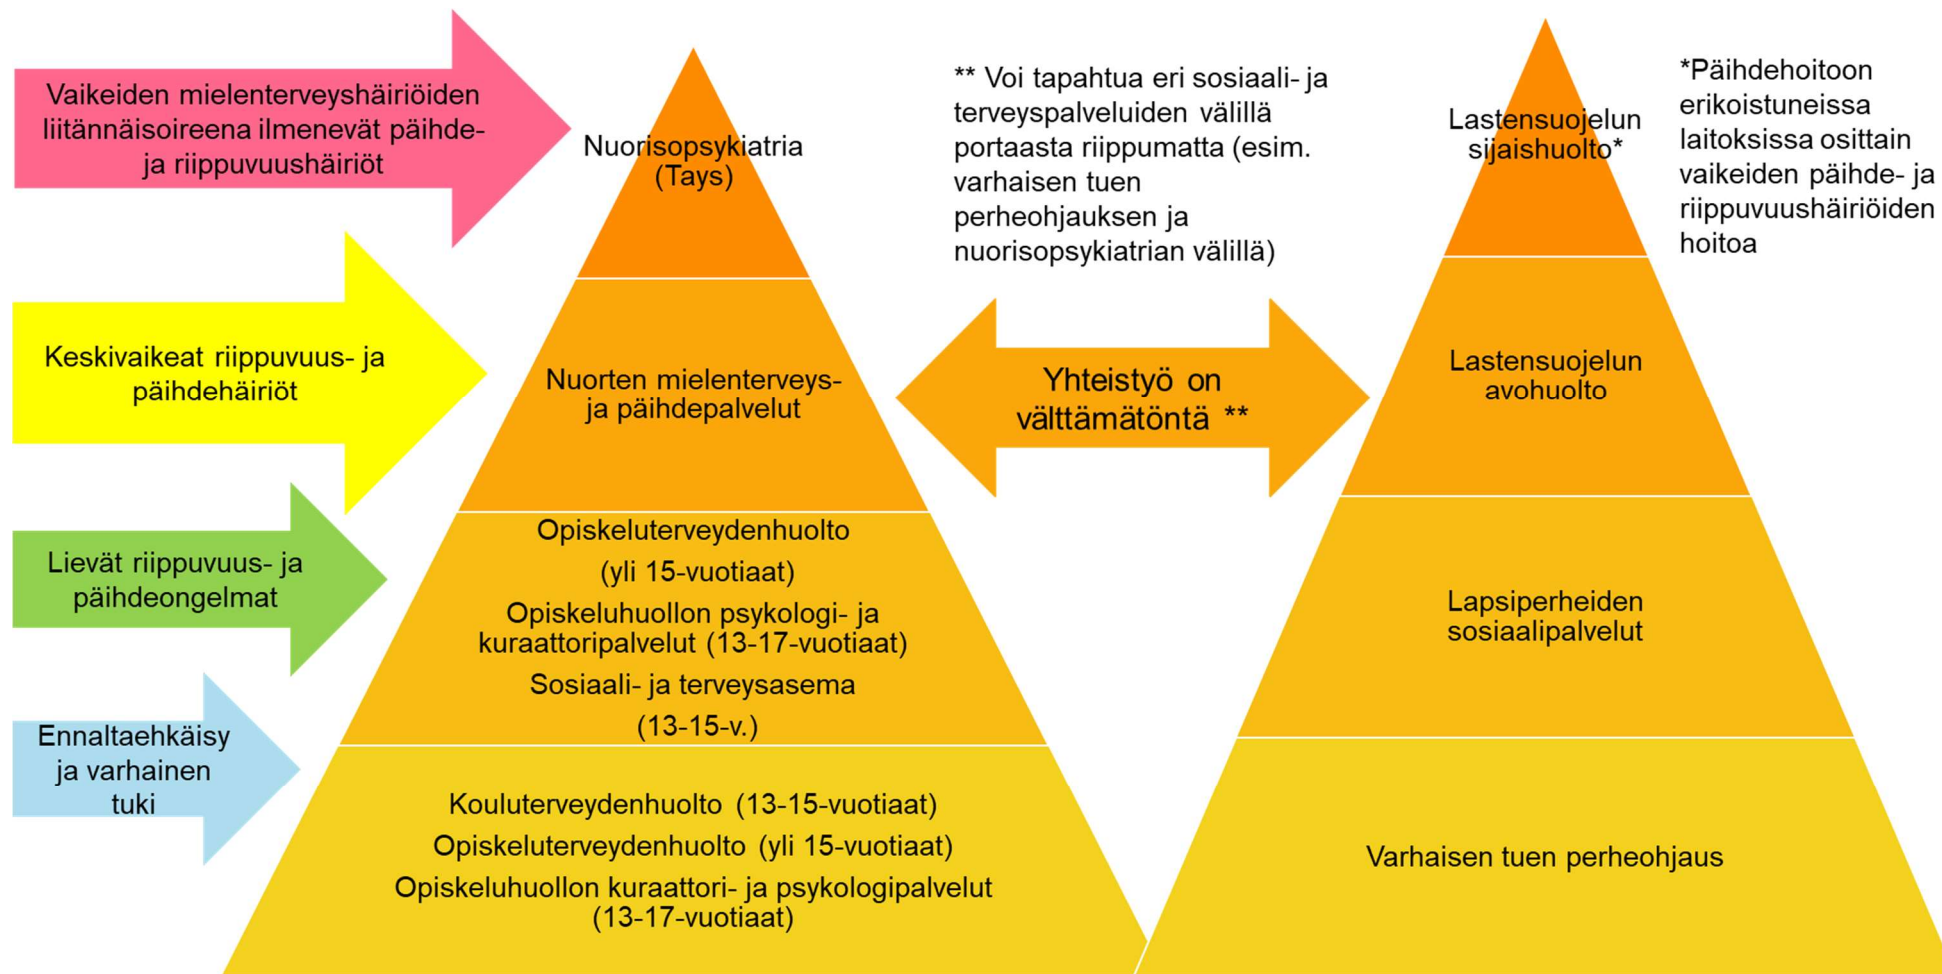 Vaikeiden mielenterveyshäiriöiden
liitännäisoireena ilmenevät päihde-
ja riippuvuushäiriöt
Keskivaikeat riippuvuus- ja
päihdehäiriöt
Lievät riippuvuus- ja
päihdeongelmat
Ennaltaehkäisy
ja varhainen
tuki
Nuorisopsykiatria
(Tays)
Nuorten mielenterveys-
ja päihdepalvelut
Opiskeluterveydenhuolto
(yli 15-vuotiaat)
Opiskeluhuollon psykologi- ja
kuraattoripalvelut (13-17-vuotiaat)
Sosiaali- ja terveysasema
(13-15-v.)
Kouluterveydenhuolto (13-15-vuotiaat)
Opiskeluterveydenhuolto (yli 15-vuotiaat)
Opiskeluhuollon kuraattori- ja psykologipalvelut
(13-17-vuotiaat)
** Voi tapahtua eri sosiaali- ja
terveyspalveluiden välillä
portaasta riippumatta (esim.
varhaisen tuen
perheohjauksen ja
nuorisopsykiatrian välillä)
Yhteistyö on
välttämätöntä **
Lastensuojelun
sijaishuolto*
Lastensuojelun
avohuolto
Lapsiperheiden
sosiaalipalvelut
Varhaisen tuen perheohjaus
*Päihdehoitoon
erikoistuneissa
laitoksissa osittain
vaikeiden päihde- ja
riippuvuushäiriöiden
hoitoa